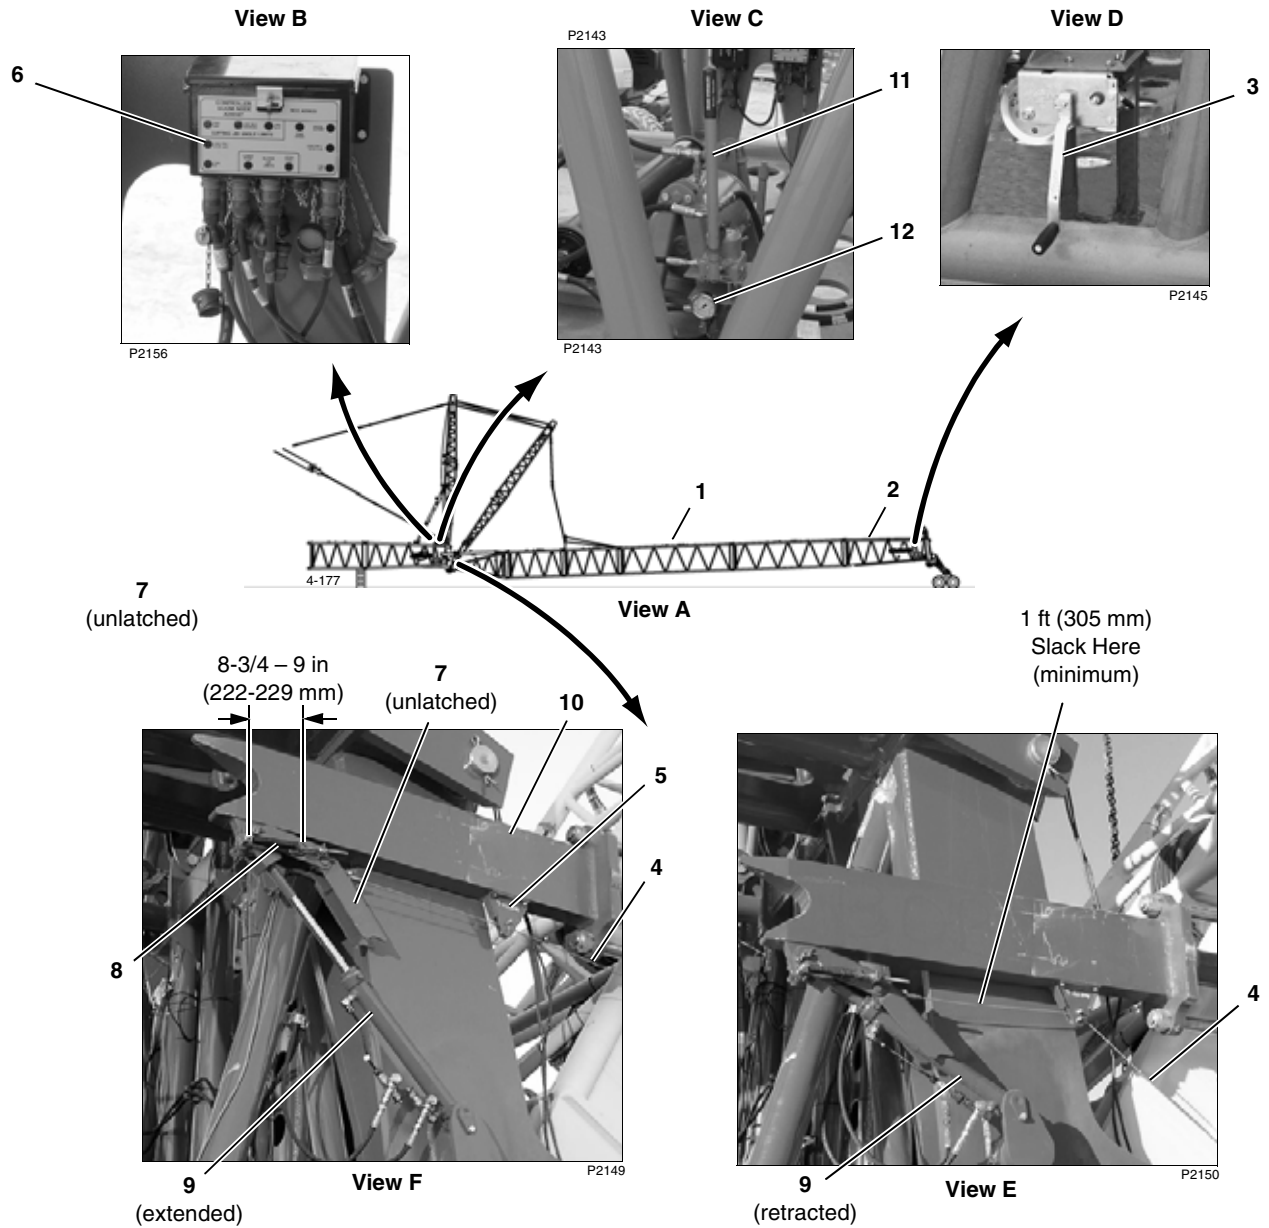 View B
View C
View D
P2143
6
11
3
12
P2145
P2156
P2143
1
2
4-177
View A
7
(unlatched)
1 ft (305 mm)
Slack Here
(minimum)
8-3/4 – 9 in
(222-229 mm)
7
(unlatched)
10
5
4
8
4
P2149
P2150
9
(extended)
View F
9
(retracted)
View E